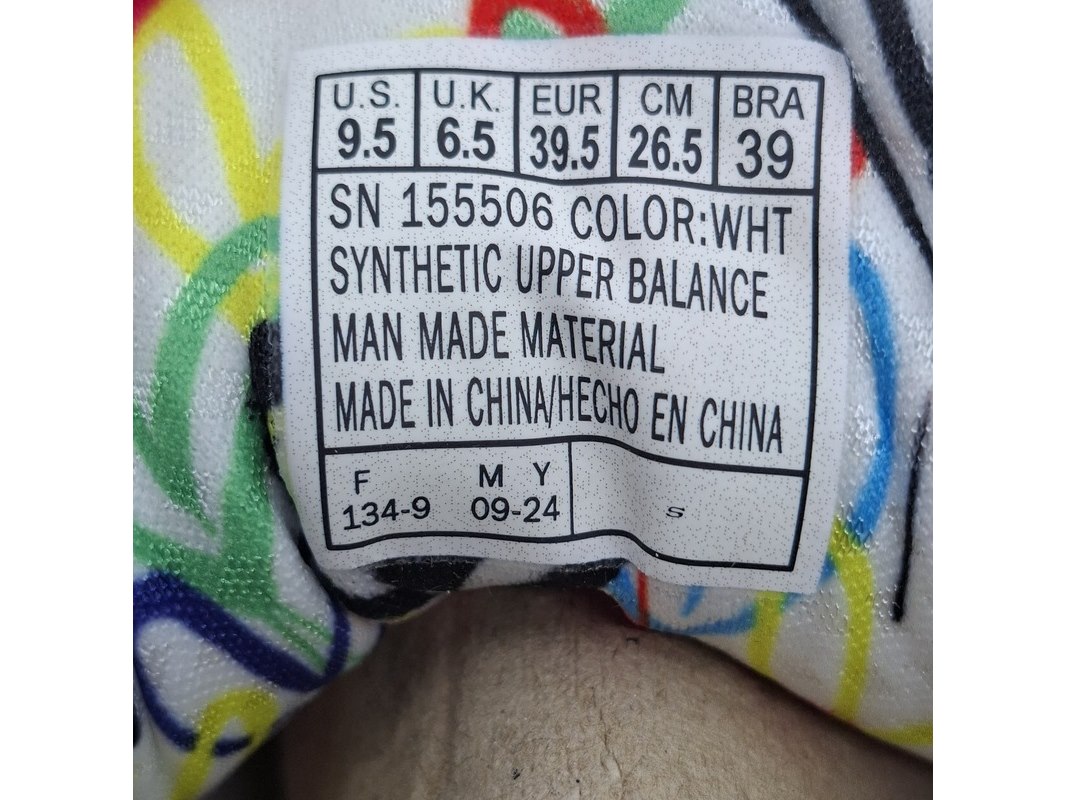 U.S. U.K. EUR CM BRA
9.5 6.5 39.5 26.5 39
SN 155506 COLOR:WHT
SYNTHETIC UPPER BALANCE
MAN MADE MATERIAL
MADE IN CHINA/HECHO EN CHINA
F M Y
134-9 09-24 S